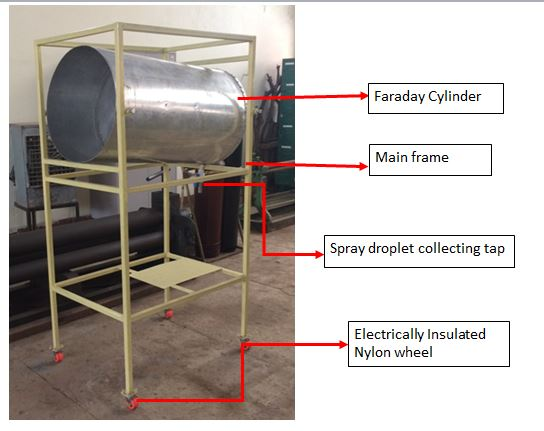 Faraday Cylinder
Main frame
Spray droplet collecting tap
Electrically Insulated
Nylon wheel